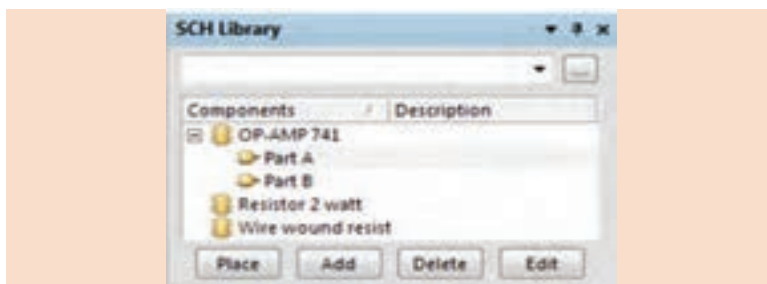 SCH Library
Components / Description
OP-AMP 741
Part A
Part B
Resistor 2 watt
Wire wound resist
Place Add Delete Edit